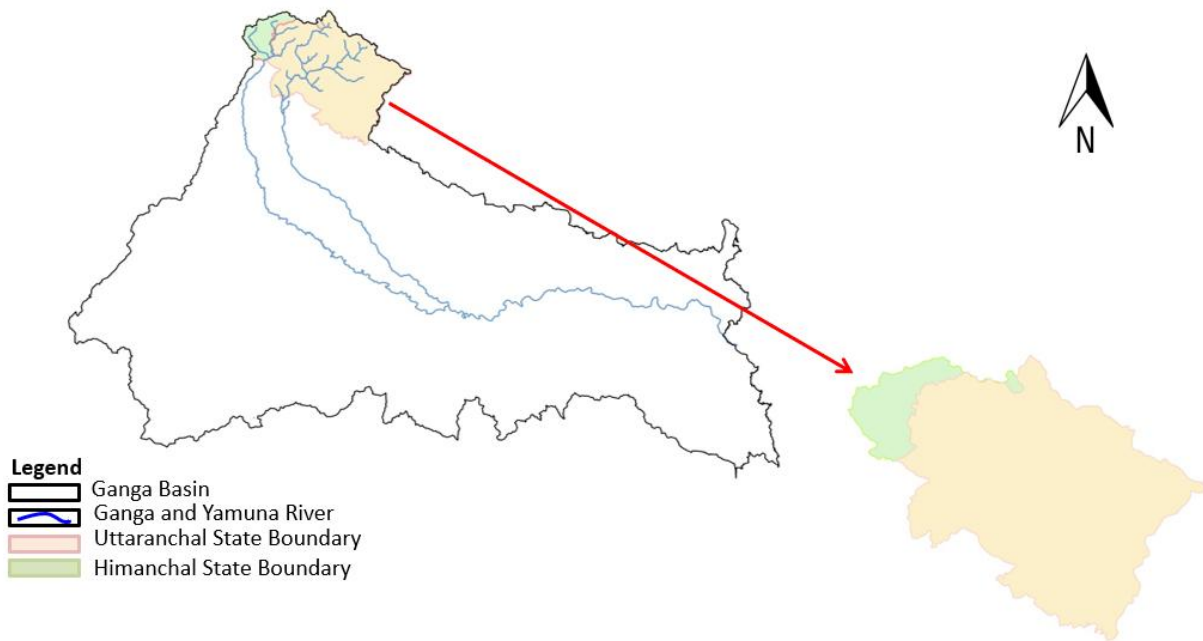 N
Legend
Ganga Basin
Ganga and Yamuna River
Uttaranchal State Boundary
Himanchal State Boundary